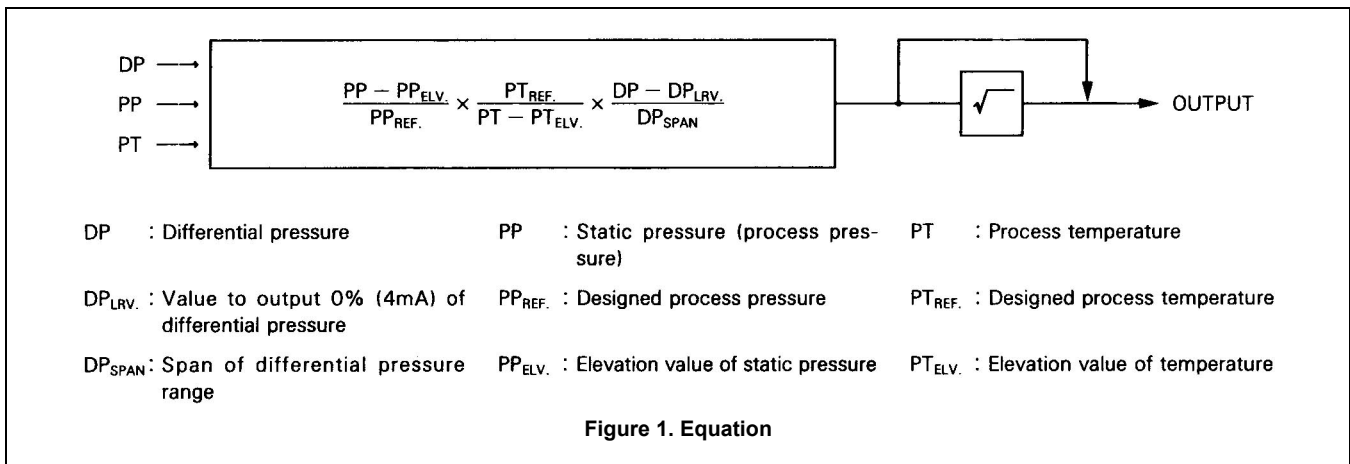 DP
PP
PT
PP − PP_ELV. / PP_REF. × PT_REF. / PT − PT_ELV. × DP − DP_LRV. / DP_SPAN
√
OUTPUT
DP : Differential pressure
PP : Static pressure (process pres-
sure)
PT : Process temperature
DP_LRV. : Value to output 0% (4mA) of
differential pressure
PP_REF. : Designed process pressure
PT_REF. : Designed process temperature
DP_SPAN : Span of differential pressure
range
PP_ELV. : Elevation value of static pressure
PT_ELV. : Elevation value of temperature
Figure 1. Equation